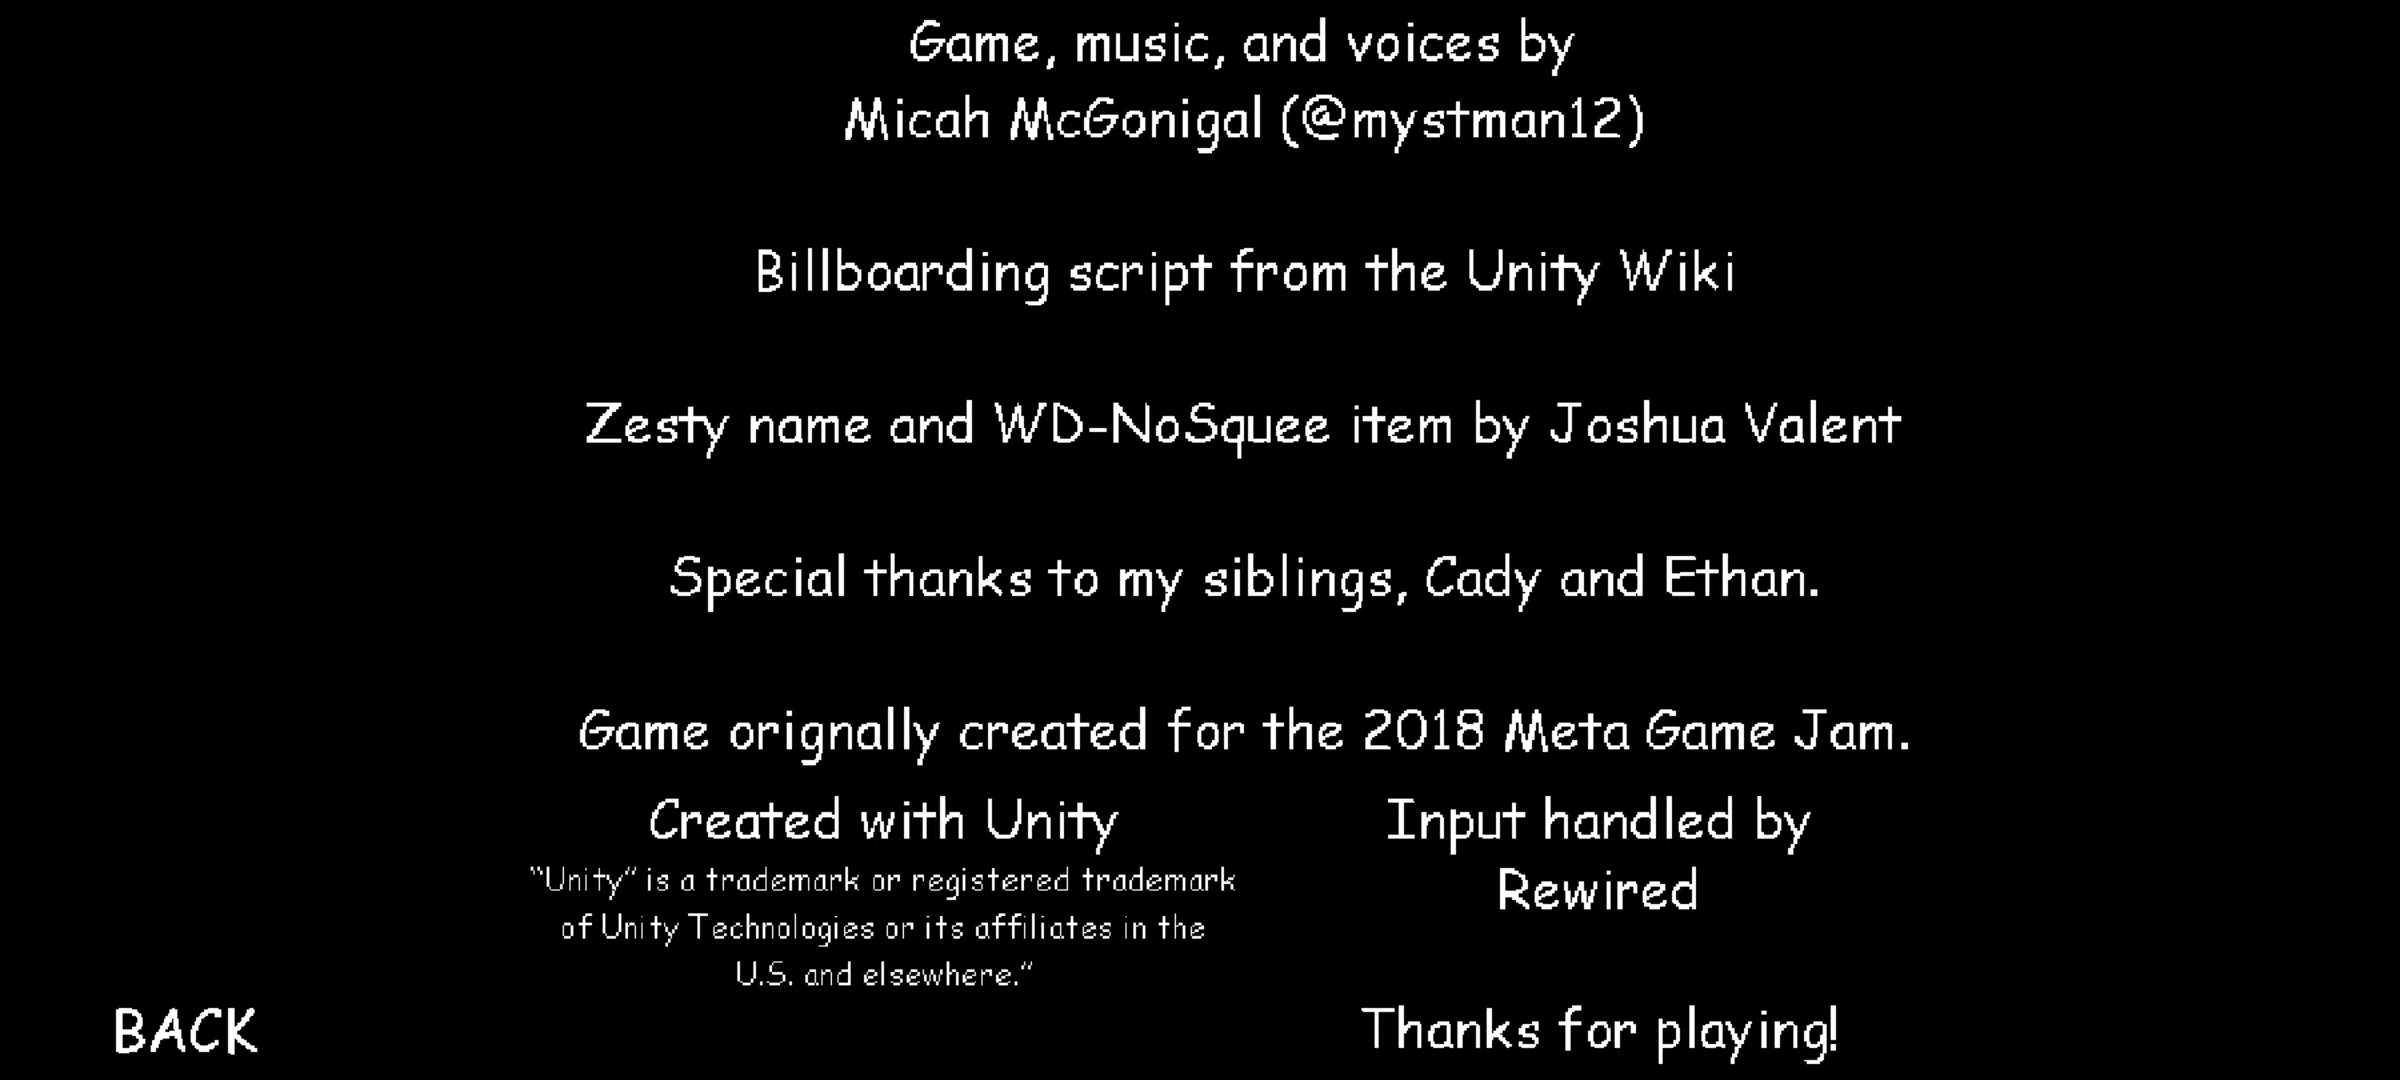 Game, music, and voices by
Micah McGonigal (@mystman12)
Billboarding script from the Unity Wiki
Zesty name and WD-NoSquee item by Joshua Valent
Special thanks to my siblings, Cady and Ethan.
Game orignally created for the 2018 Meta Game Jam.
Created with Unity
"Unity" is a trademark or registered trademark
of Unity Technologies or its affiliates in the
U.S. and elsewhere."
Input handled by
Rewired
Thanks for playing!
BACK